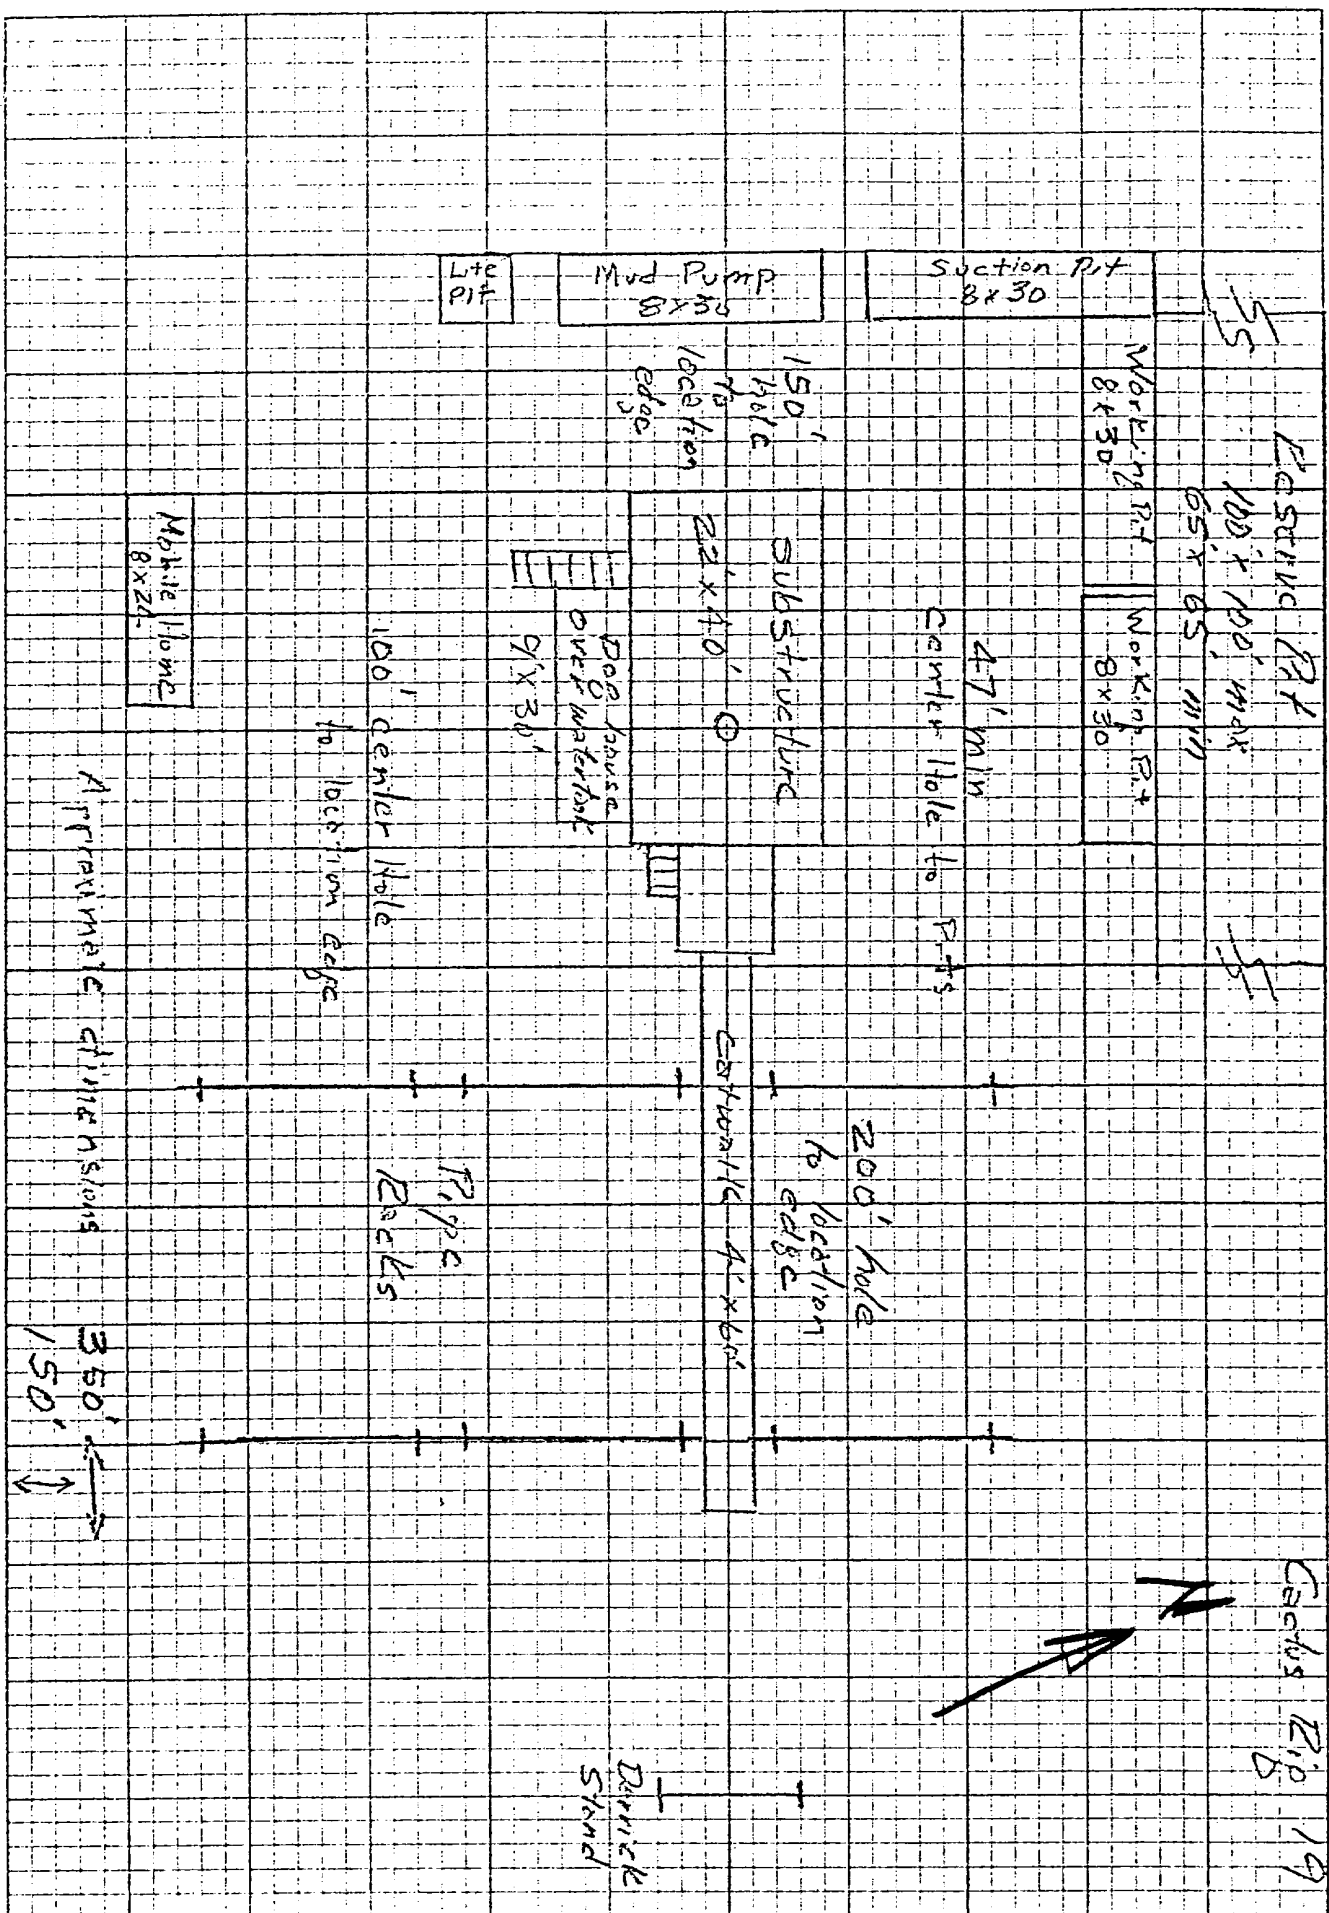 Cactus Rig 19
N
Reserve Pit
100' x 100' max
65' x 65' min
Suction Pit
8x30
Working Pit
8x30
Working Pit
8x30
47' min
Center Hole to Pits
Mud Pump
8x30
Lite
Pit
150'
hole
to
location
edge
Substructure
22' x 40'
Dog house
over watertank
9' x 30'
200' hole
to location
edge
Catwalk 4' x 60'
Pipe
Racks
Derrick
Stand
100' center Hole
to location edge
Mobile Home
Approximate dimensions
350'
150'